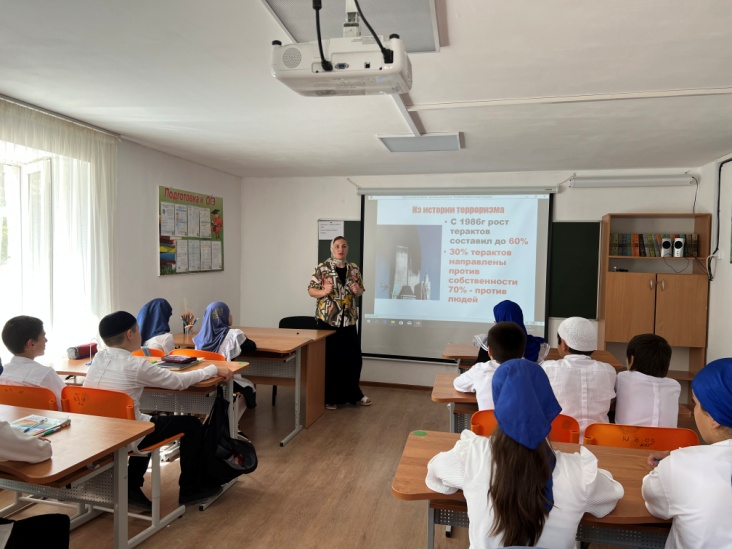 Подготовка к ОГЭ
Из истории терроризма
• С 1986г рост
терактов
составил до 60%
• 30% терактов
направлены
против
собственности
70% - против
людей